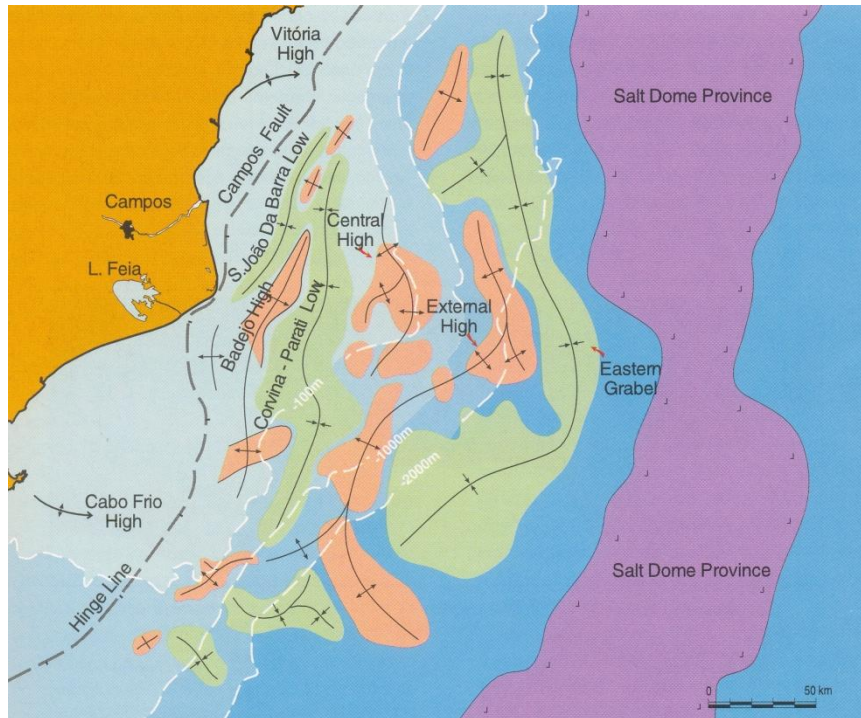 Vitória
High
Salt Dome Province
Campos Fault
S.João Da Barra Low
Campos
Central
High
L. Feia
Badejo High
Corvina - Parati Low
External
High
Eastern
Grabel
-100m
-1000m
-2000m
Cabo Frio
High
Hinge Line
Salt Dome Province
0
50 km